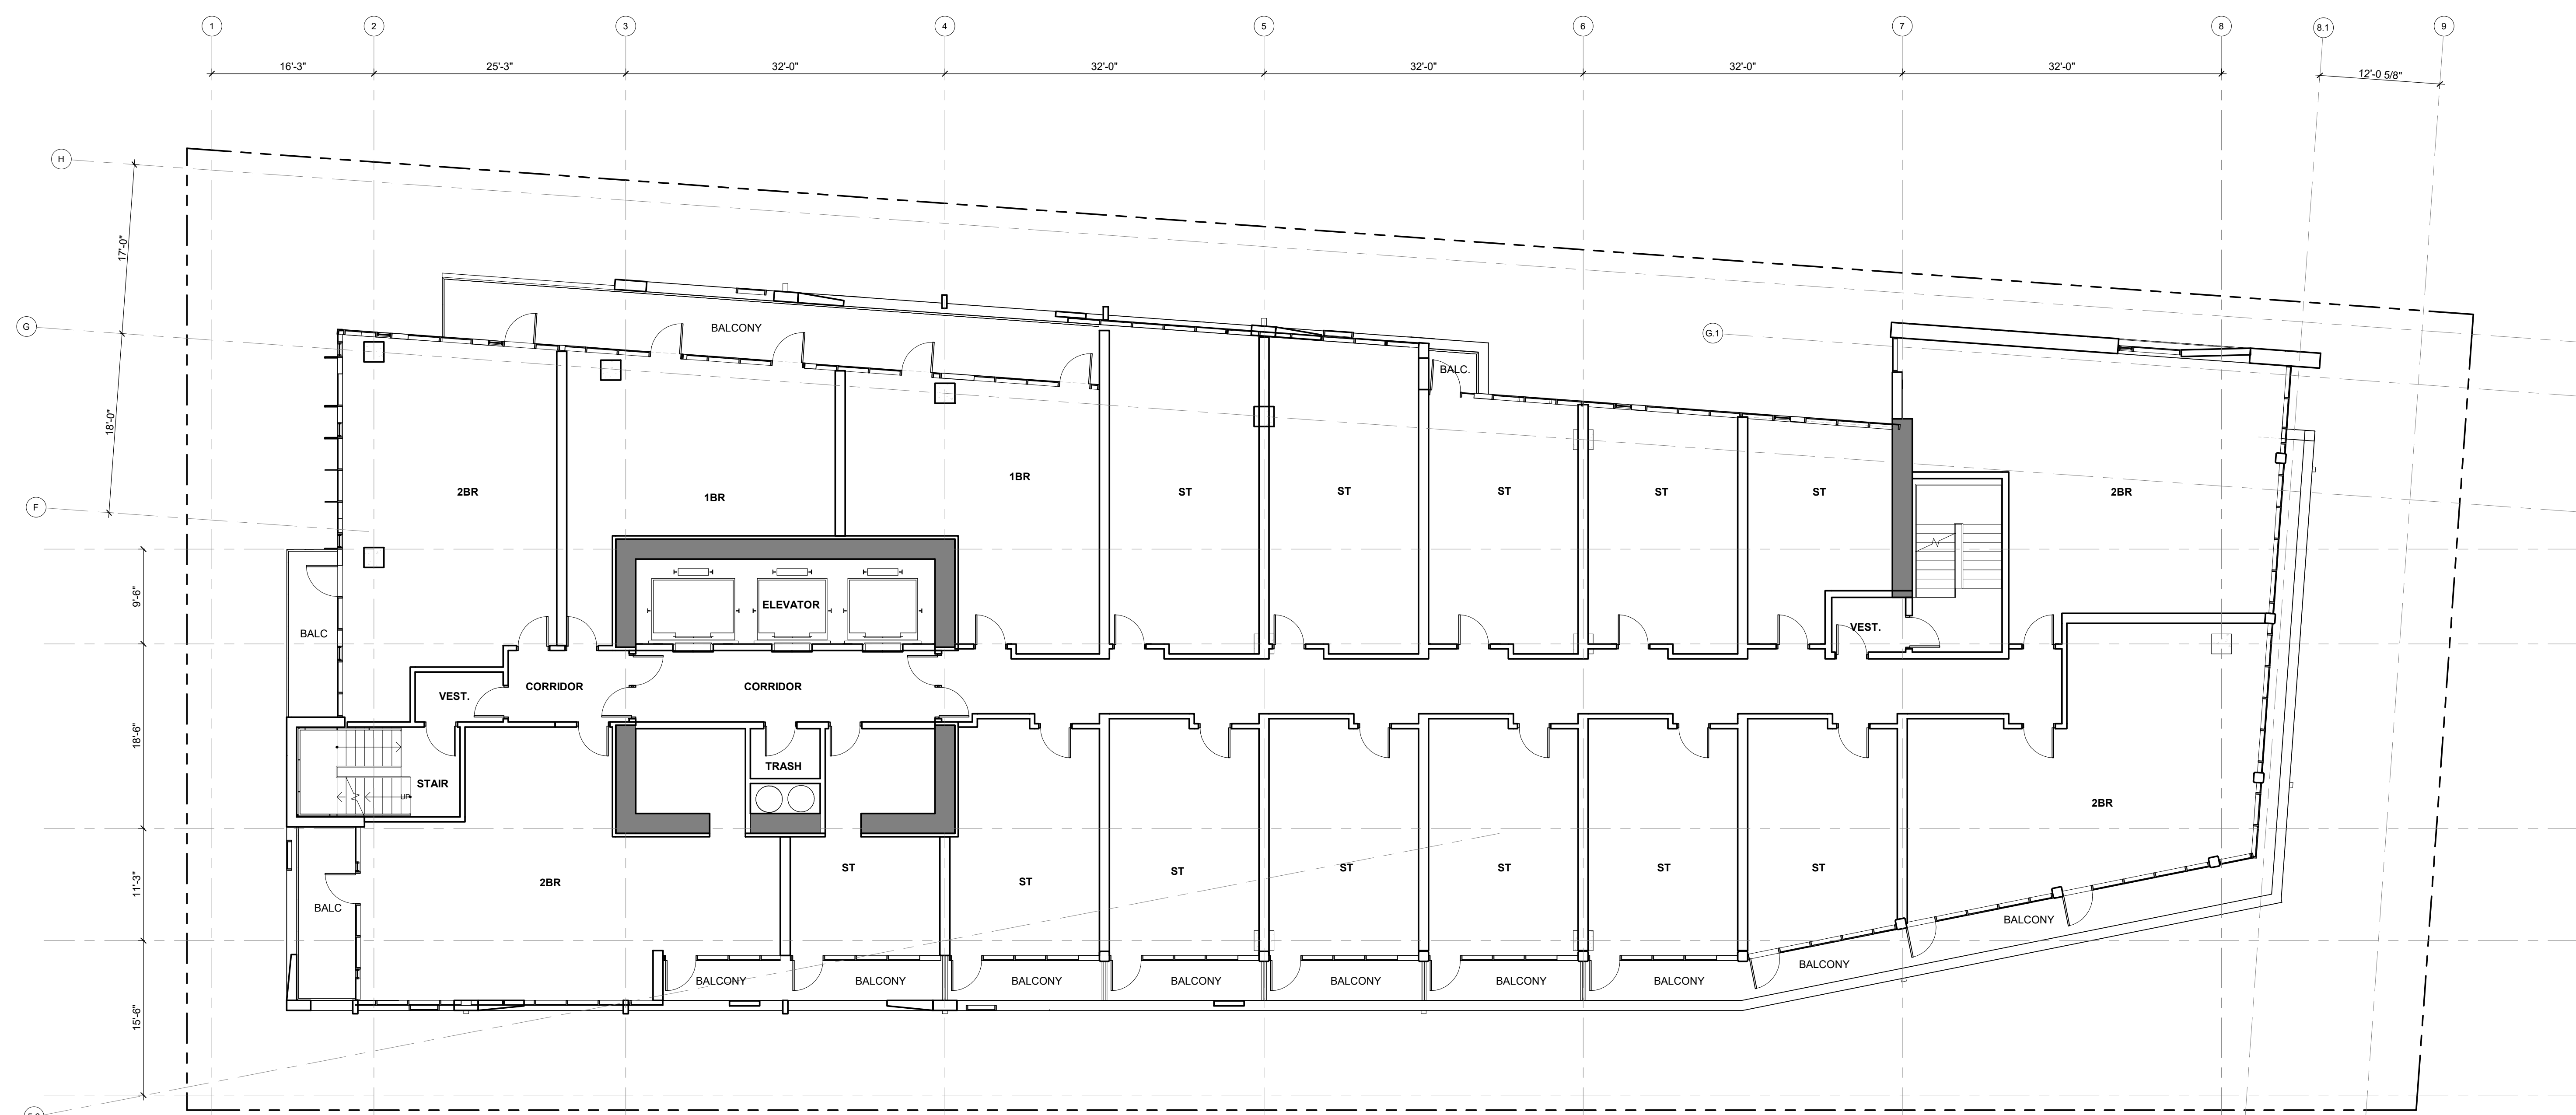 1
2
3
4
5
6
7
8
8.1
9
16'-3"
25'-3"
32'-0"
32'-0"
32'-0"
32'-0"
32'-0"
12'-0 5/8"
H
17'-0"
G
G.1
18'-0"
F
BALCONY
BALC.
2BR
1BR
1BR
ST
ST
ST
ST
ST
2BR
9'-6"
ELEVATOR
BALC
VEST.
VEST.
CORRIDOR
CORRIDOR
18'-6"
TRASH
STAIR
UP
2BR
11'-3"
2BR
ST
ST
ST
ST
ST
ST
ST
BALC
BALCONY
BALCONY
BALCONY
BALCONY
BALCONY
BALCONY
BALCONY
BALCONY
BALCONY
15'-6"